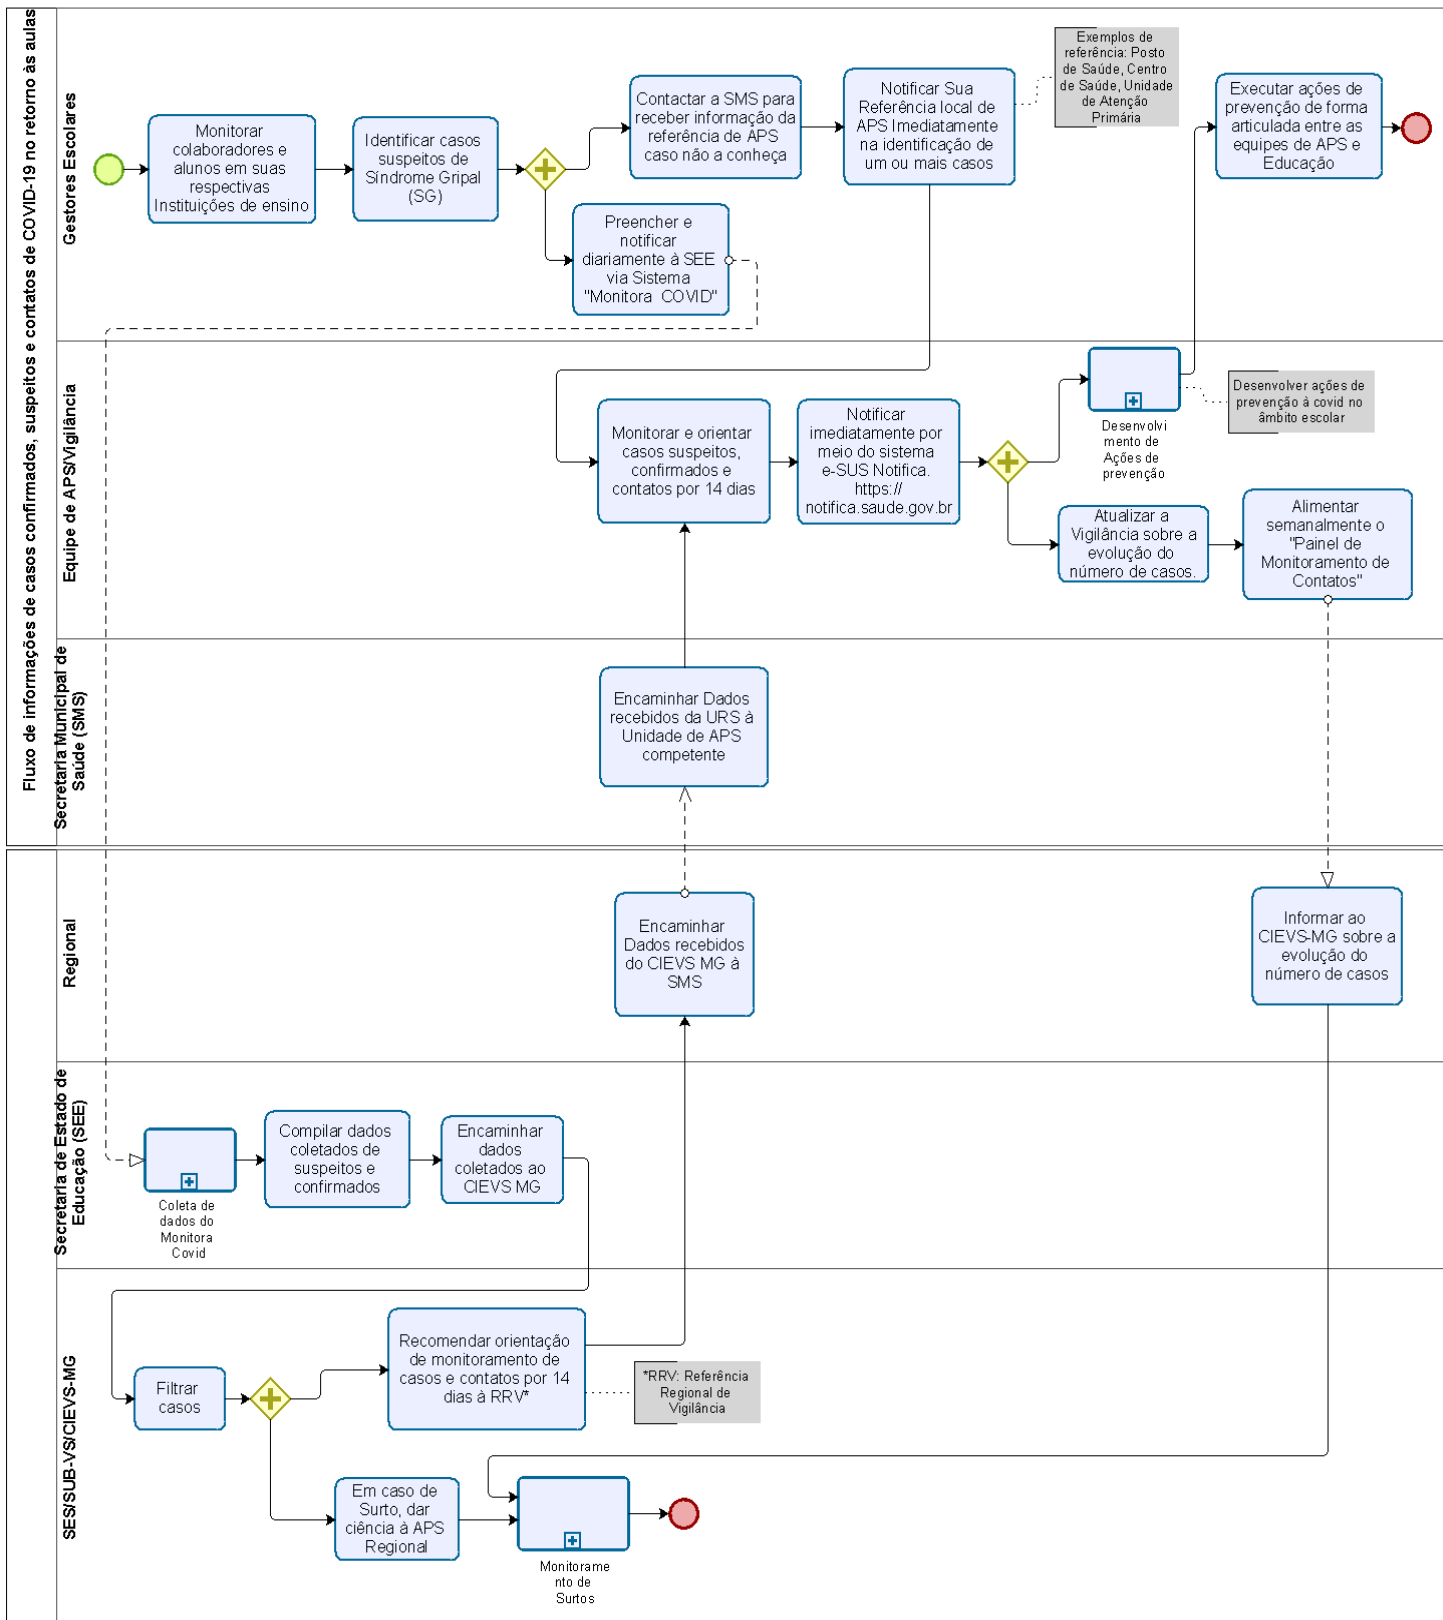 Fluxo de informações de casos confirmados, suspeitos e contatos de COVID-19 no retorno às aulas
Gestores Escolares
Monitorar
colaboradores e
alunos em suas
respectivas
Instituições de ensino
Identificar casos
suspeitos de
Síndrome Gripal
(SG)
Contactar a SMS para
receber informação da
referência de APS
caso não a conheça
Notificar Sua
Referência local de
APS Imediatamente
na identificação de
um ou mais casos
Exemplos de
referência: Posto
de Saúde, Centro
de Saúde, Unidade
de Atenção
Primária
Executar ações de
prevenção de forma
articulada entre as
equipes de APS e
Educação
Preencher e
notificar
diariamente à SEE
via Sistema
"Monitora COVID"
Equipe de APS/Vigilância
Monitorar e orientar
casos suspeitos,
confirmados e
contatos por 14 dias
Notificar
imediatamente por
meio do sistema
e-SUS Notifica.
https://
notifica.saude.gov.br
Desenvolvi
mento de
Ações de
prevenção
Desenvolver ações de
prevenção à covid no
âmbito escolar
Atualizar a
Vigilância sobre a
evolução do
número de casos.
Alimentar
semanalmente o
"Painel de
Monitoramento de
Contatos"
Secretaria Municipal de
Saúde (SMS)
Encaminhar Dados
recebidos da URS à
Unidade de APS
competente
Regional
Encaminhar
Dados recebidos
do CIEVS MG à
SMS
Informar ao
CIEVS-MG sobre a
evolução do
número de casos
Secretaria de Estado de
Educação (SEE)
Coleta de
dados do
Monitora
Covid
Compilar dados
coletados de
suspeitos e
confirmados
Encaminhar
dados
coletados ao
CIEVS MG
SES/SUB-VS/CIEVS-MG
Filtrar
casos
Recomendar orientação
de monitoramento de
casos e contatos por 14
dias à RRV*
*RRV: Referência
Regional de
Vigilância
Em caso de
Surto, dar
ciência à APS
Regional
Monitorame
nto de
Surtos